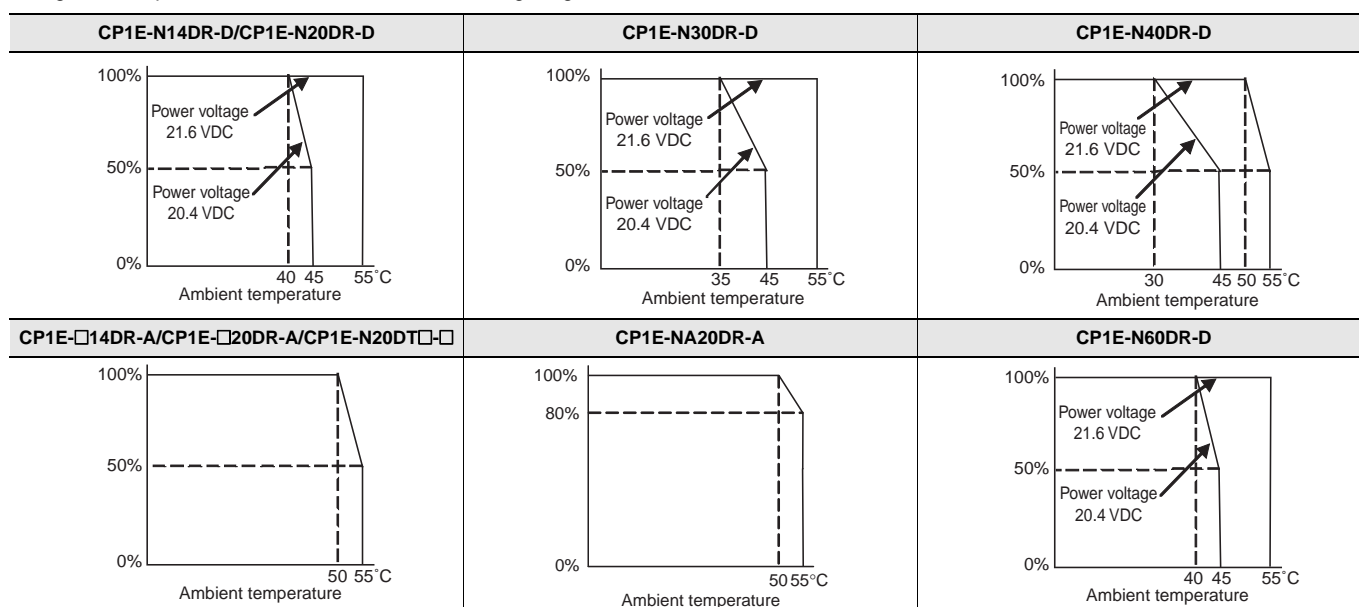 CP1E-N14DR-D/CP1E-N20DR-D
CP1E-N30DR-D
CP1E-N40DR-D
100%
Power voltage
21.6 VDC
50%
Power voltage
20.4 VDC
0%
40 45 55˚C
Ambient temperature
100%
Power voltage
21.6 VDC
50%
Power voltage
20.4 VDC
0%
35 45 55˚C
Ambient temperature
100%
Power voltage
21.6 VDC
50%
Power voltage
20.4 VDC
0%
30 45 50 55˚C
Ambient temperature
CP1E-□14DR-A/CP1E-□20DR-A/CP1E-N20DT□-□
CP1E-NA20DR-A
CP1E-N60DR-D
100%
50%
0%
50 55˚C
Ambient temperature
100%
80%
0%
50 55°C
Ambient temperature
100%
Power voltage
21.6 VDC
50%
Power voltage
20.4 VDC
0%
40 45 55˚C
Ambient temperature